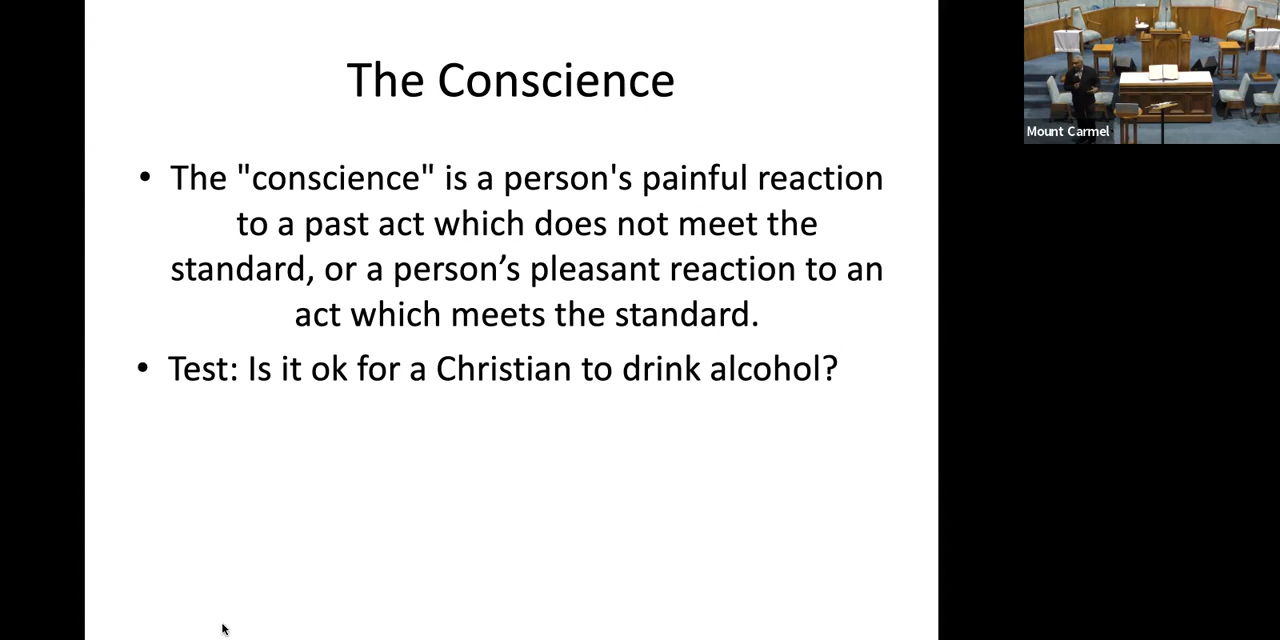 The Conscience
• The "conscience" is a person's painful reaction
to a past act which does not meet the
standard, or a person’s pleasant reaction to an
act which meets the standard.
• Test: Is it ok for a Christian to drink alcohol?
Mount Carmel